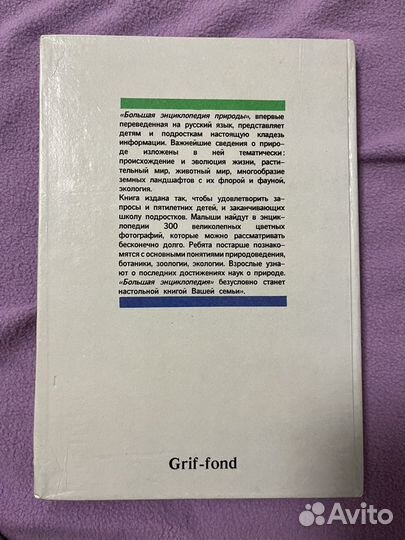 «Большая энциклопедия природы», впервые
переведенная на русский язык, представляет
детям и подросткам настоящую кладезь
информации. Важнейшие сведения о приро-
де изложены в ней тематически:
происхождение и эволюция жизни, расти-
тельный мир, животный мир, многообразие
земных ландшафтов с их флорой и фауной,
экология.
Книга издана так, чтобы удовлетворить за-
просы и пятилетних детей, и заканчивающих
школу подростков. Малыши найдут в энцик-
лопедии 300 великолепных цветных
фотографий, которые можно рассматривать
бесконечно долго. Ребята постарше познако-
мятся с основными понятиями природоведения,
ботаники, зоологии, экологии. Взрослые узна-
ют о последних достижениях наук о природе.
«Большая энциклопедия» безусловно станет
настольной книгой Вашей семьи».
Grif-fond
Avito